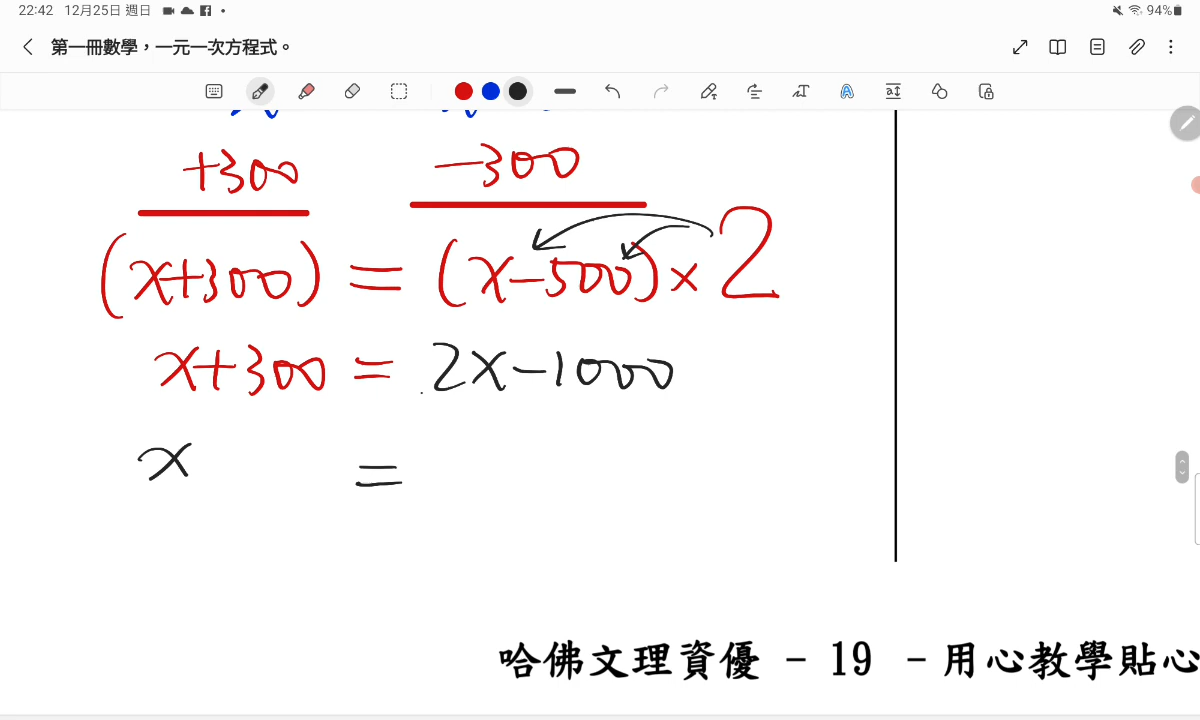 22:42 12月25日 週日 94%
第一冊數學，一元一次方程式。
+300 -300
(x+300) = (x-500)×2
x+300 = 2x-1000
x =
哈佛文理資優 - 19 -用心教學貼心